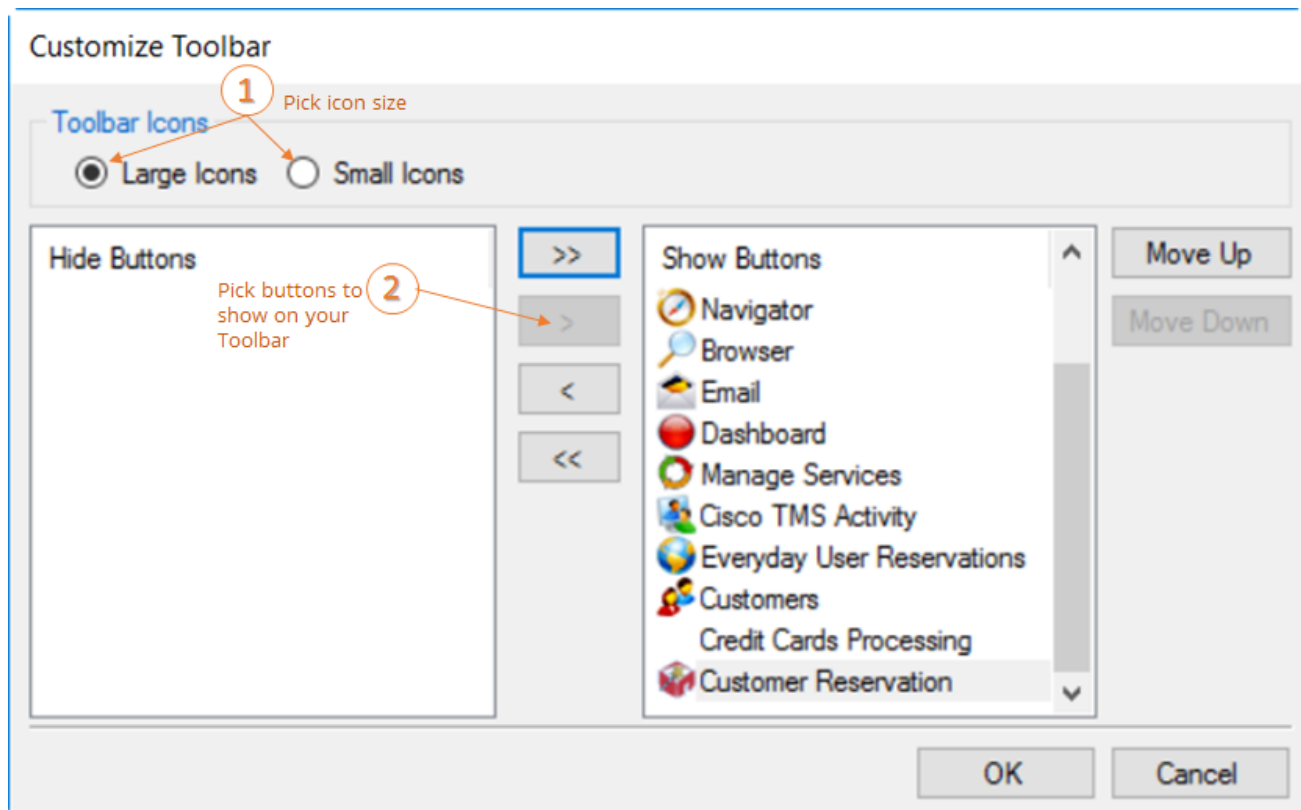 Customize Toolbar
1
Pick icon size
Toolbar Icons
Large Icons
Small Icons
Hide Buttons
Pick buttons to
show on your
Toolbar
2
>>
>
<
<<
Show Buttons
Navigator
Browser
Email
Dashboard
Manage Services
Cisco TMS Activity
Everyday User Reservations
Customers
Credit Cards Processing
Customer Reservation
Move Up
Move Down
OK
Cancel